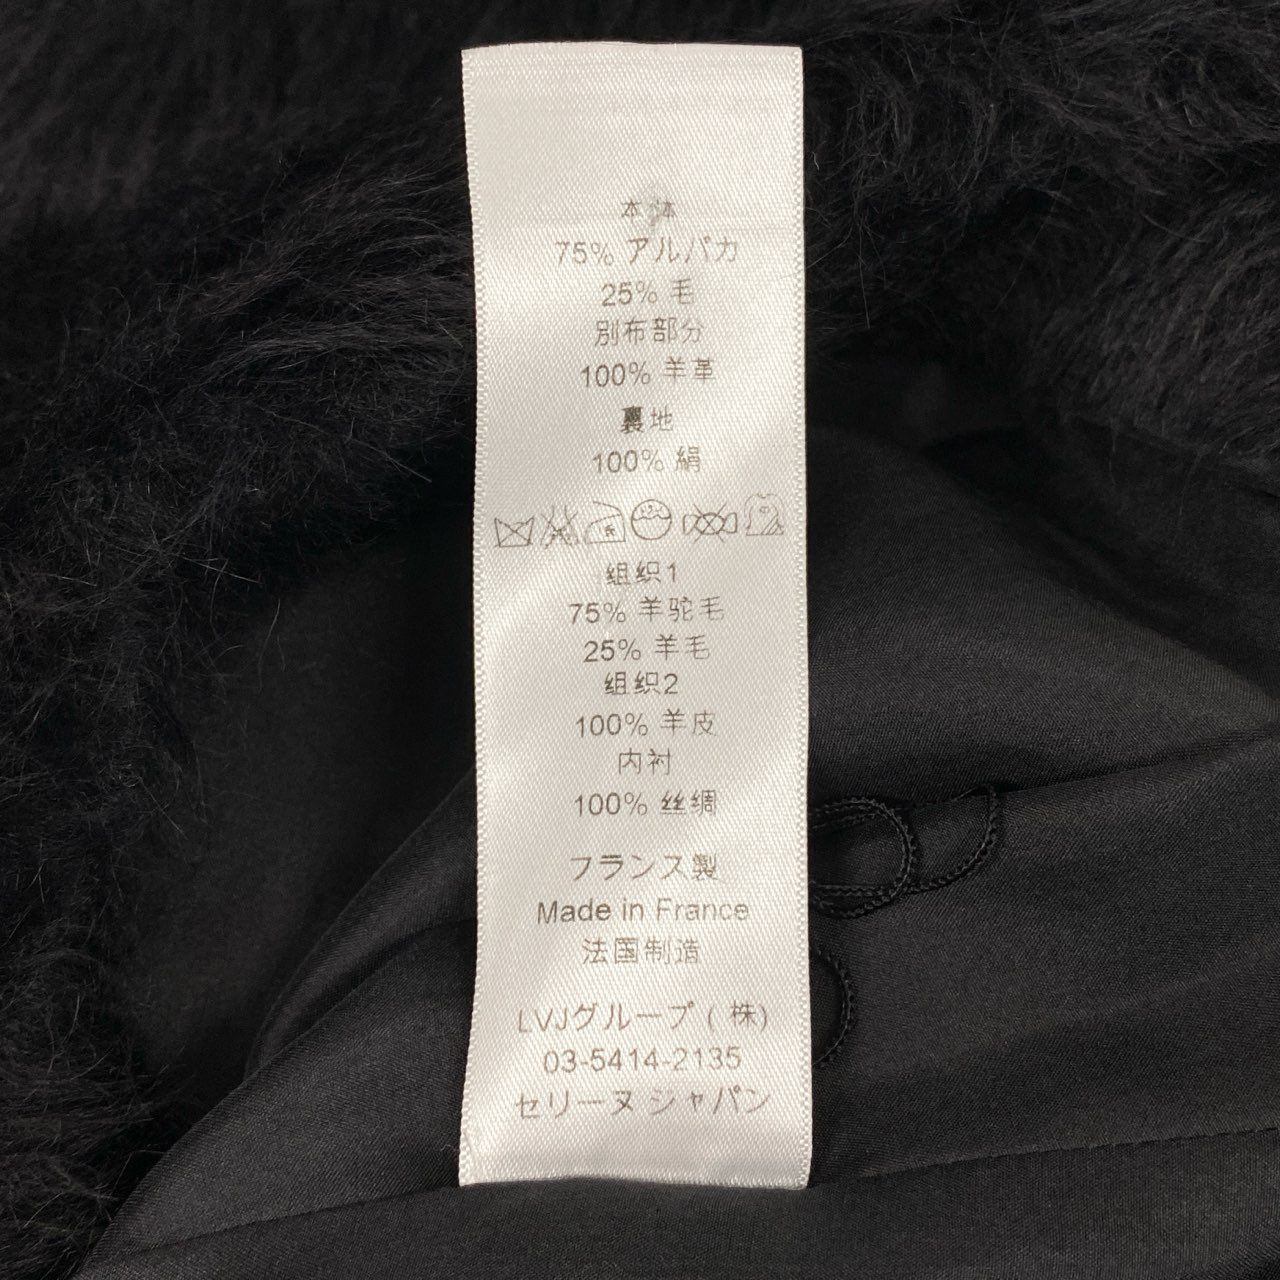 本体
75% アルパカ
25% 毛
別布部分
100% 羊革
裏地
100% 絹
组织1
75% 羊驼毛
25% 羊毛
组织2
100% 羊皮
内衬
100% 丝绸
フランス製
Made in France
法国制造
LVJグループ ( 株)
03-5414-2135
セリーヌ ジャパン